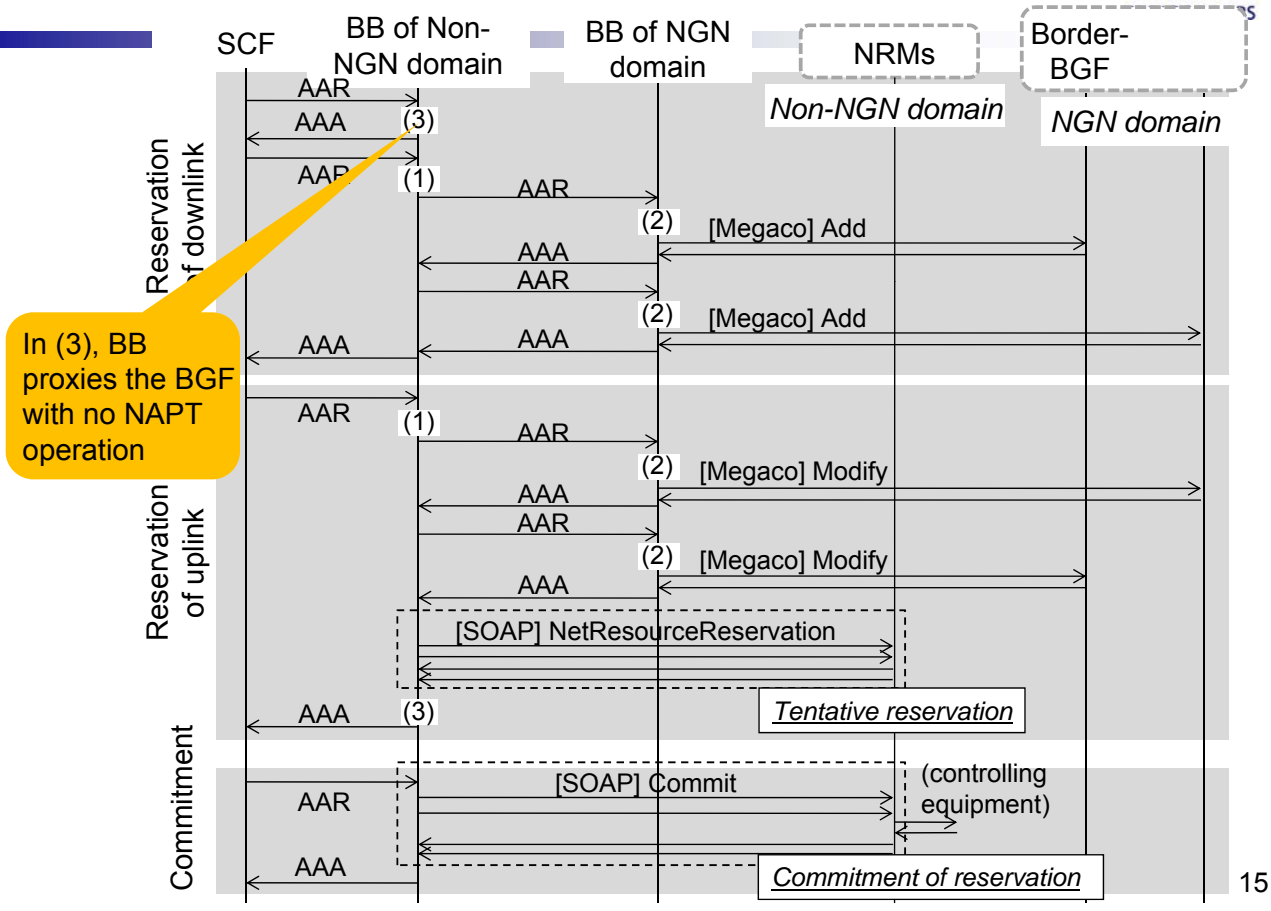 SCF
BB of Non-
NGN domain
BB of NGN
domain
NRMs
Border-
BGF
Non-NGN domain
NGN domain
Reservation
of downlink
AAR
AAA
(3)
AAR
(1)
AAR
(2)
[Megaco] Add
AAA
AAR
(2)
[Megaco] Add
AAA
AAA
In (3), BB
proxies the BGF
with no NAPT
operation
Reservation
of uplink
AAR
(1)
AAR
(2)
[Megaco] Modify
AAA
AAR
(2)
[Megaco] Modify
AAA
[SOAP] NetResourceReservation
Tentative reservation
AAA
(3)
Commitment
AAR
[SOAP] Commit
(controlling
equipment)
AAA
Commitment of reservation
15